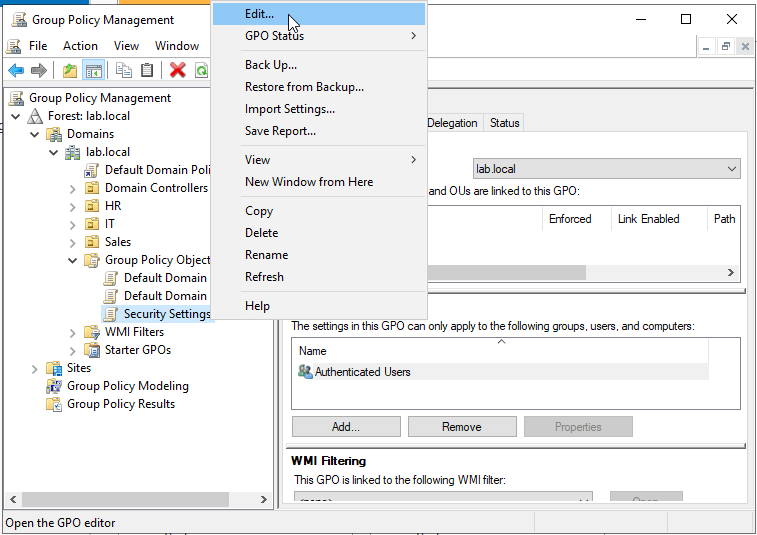 Group Policy Management
File Action View Window
Edit...
GPO Status
Back Up...
Restore from Backup...
Import Settings...
Save Report...
View
New Window from Here
Copy
Delete
Rename
Refresh
Help
Group Policy Management
Forest: lab.local
Domains
lab.local
Default Domain Poli
Domain Controllers
HR
IT
Sales
Group Policy Object
Default Domain
Default Domain
Security Settings
WMI Filters
Starter GPOs
Sites
Group Policy Modeling
Group Policy Results
Delegation Status
lab.local
and OUs are linked to this GPO:
Enforced Link Enabled Path
The settings in this GPO can only apply to the following groups, users, and computers:
Name
Authenticated Users
Add... Remove Properties
WMI Filtering
This GPO is linked to the following WMI filter:
<none>
Open
Open the GPO editor